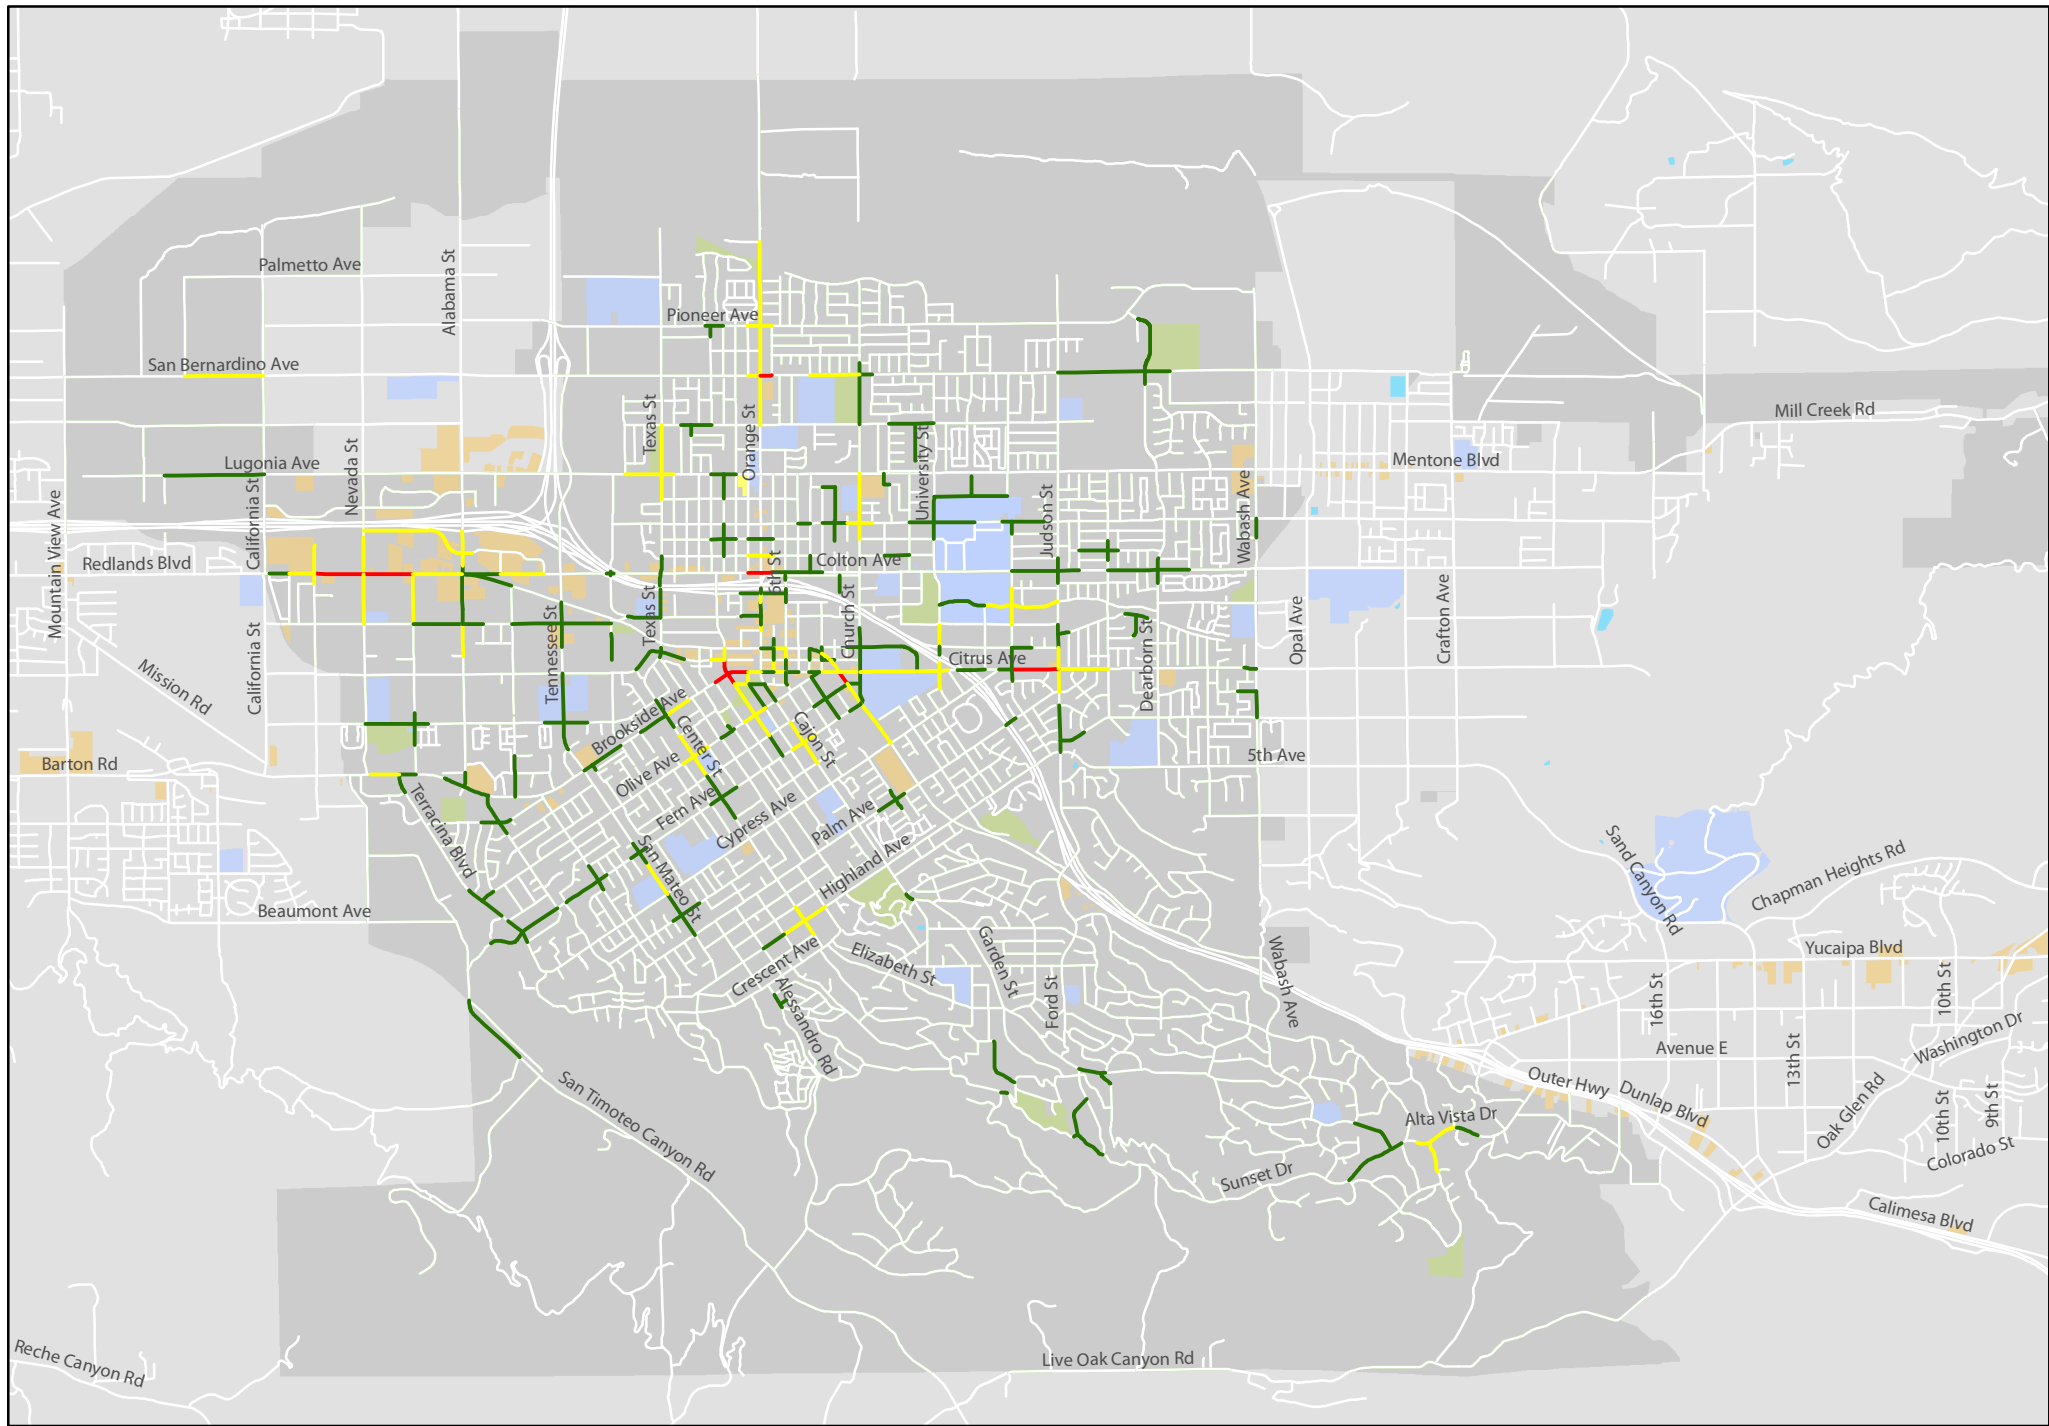 Palmetto Ave
Alabama St
Pioneer Ave
San Bernardino Ave
Texas St
Orange St
Mill Creek Rd
Nevada St
University St
Lugonia Ave
Mentone Blvd
California St
Wabash Ave
Mountain View Ave
Judson St
Redlands Blvd
Colton Ave
6th St
Church St
Texas St
Tennessee St
Opal Ave
Crafton Ave
California St
Mission Rd
Citrus Ave
Dearborn St
Brookside Ave
Center St
Cajon St
Barton Rd
5th Ave
Olive Ave
Fern Ave
Cypress Ave
Palm Ave
Terracina Blvd
San Mateo St
Highland Ave
Sand Canyon Rd
Chapman Heights Rd
Beaumont Ave
Yucaipa Blvd
Crescent Ave
Elizabeth St
Garden St
Wabash Ave
Ford St
16th St
10th St
Alessandro Rd
Avenue E
13th St
Washington Dr
San Timoteo Canyon Rd
Outer Hwy
Dunlap Blvd
Oak Glen Rd
10th St
9th St
Alta Vista Dr
Colorado St
Sunset Dr
Calimesa Blvd
Reche Canyon Rd
Live Oak Canyon Rd